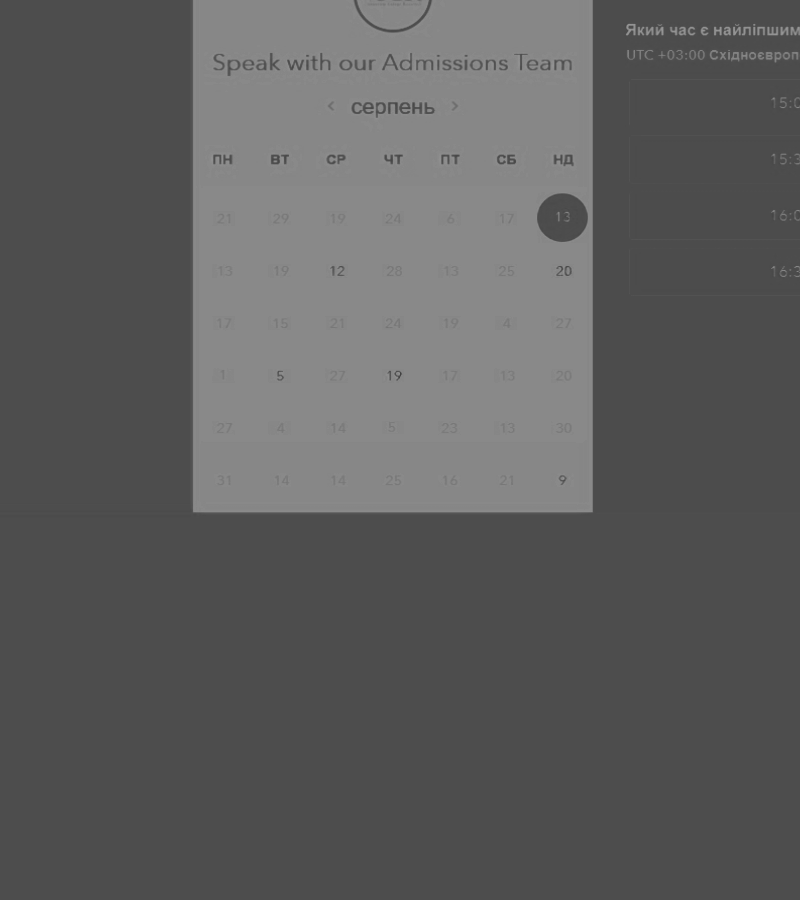 Speak with our Admissions Team
‹ серпень ›
ПН ВТ СР ЧТ ПТ СБ НД
21 29 19 24 6 17 13
13 19 12 28 13 25 20
17 15 21 24 19 4 27
1 5 27 19 17 13 20
27 4 14 5 23 13 30
31 14 14 25 16 21 9
Який час є найліпшим
UTC +03:00 Східноєвроп
15:0
15:3
16:0
16:3